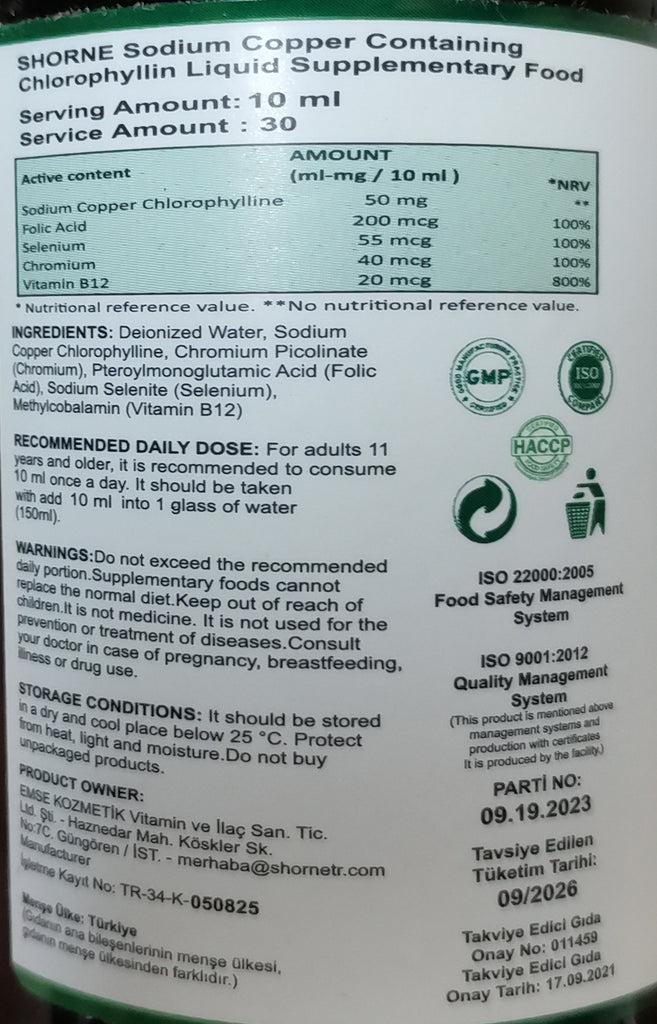 SHORNE Sodium Copper Containing
Chlorophyllin Liquid Supplementary Food
Serving Amount: 10 ml
Service Amount : 30
Active content AMOUNT (ml-mg / 10 ml ) *NRV
Sodium Copper Chlorophylline 50 mg **
Folic Acid 200 mcg 100%
Selenium 55 mcg 100%
Chromium 40 mcg 100%
Vitamin B12 20 mcg 800%
* Nutritional reference value. **No nutritional reference value.
INGREDIENTS: Deionized Water, Sodium
Copper Chlorophylline, Chromium Picolinate
(Chromium), Pteroylmonoglutamic Acid (Folic
Acid), Sodium Selenite (Selenium),
Methylcobalamin (Vitamin B12)
GOOD MANUFACTURING PRACTICE
GMP
CERTIFIED
CERTIFIED
ISO
COMPANY
CERTIFIED
HACCP
FOOD SAFETY
RECOMMENDED DAILY DOSE: For adults 11
years and older, it is recommended to consume
10 ml once a day. It should be taken
with add 10 ml into 1 glass of water
(150ml).
WARNINGS:Do not exceed the recommended
daily portion.Supplementary foods cannot
replace the normal diet.Keep out of reach of
children.It is not medicine. It is not used for the
prevention or treatment of diseases.Consult
your doctor in case of pregnancy, breastfeeding,
illness or drug use.
STORAGE CONDITIONS: It should be stored
in a dry and cool place below 25 °C. Protect
from heat, light and moisture.Do not buy
unpackaged products.
PRODUCT OWNER:
EMSE KOZMETİK Vitamin ve İlaç San. Tic.
Ltd. Şti. - Haznedar Mah. Köskler Sk.
No:7C. Güngören / İST. - merhaba@shornetr.com
Manufacturer
İşletme Kayıt No: TR-34-K-050825
Menşe Ülke: Türkiye
(Gıdanın ana bileşenlerinin menşe ülkesi,
gıdanın menşe ülkesinden farklıdır.)
ISO 22000:2005
Food Safety Management
System
ISO 9001:2012
Quality Management
System
(This product is mentioned above
management systems and
production with certificates
It is produced by the facility.)
PARTİ NO:
09.19.2023
Tavsiye Edilen
Tüketim Tarihi:
09/2026
Takviye Edici Gıda
Onay No: 011459
Takviye Edici Gıda
Onay Tarih: 17.09.2021